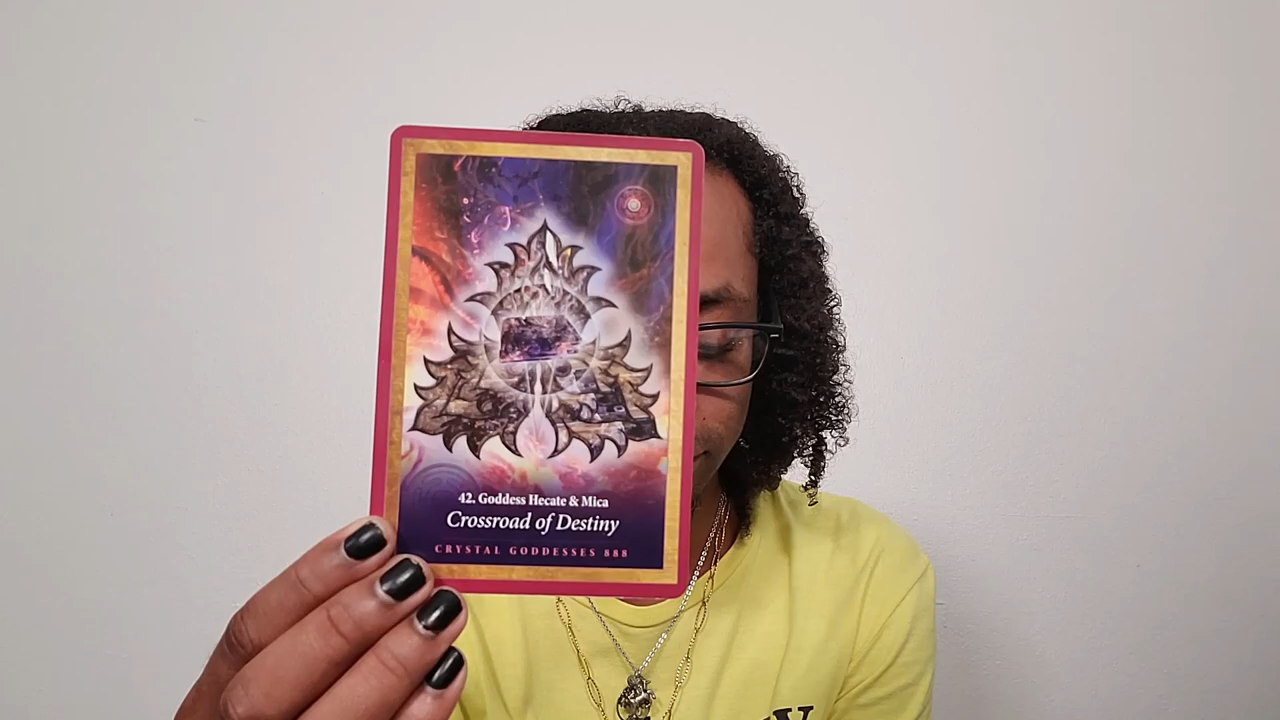 42. Goddess Hecate & Mica
Crossroad of Destiny
CRYSTAL GODDESSES 888